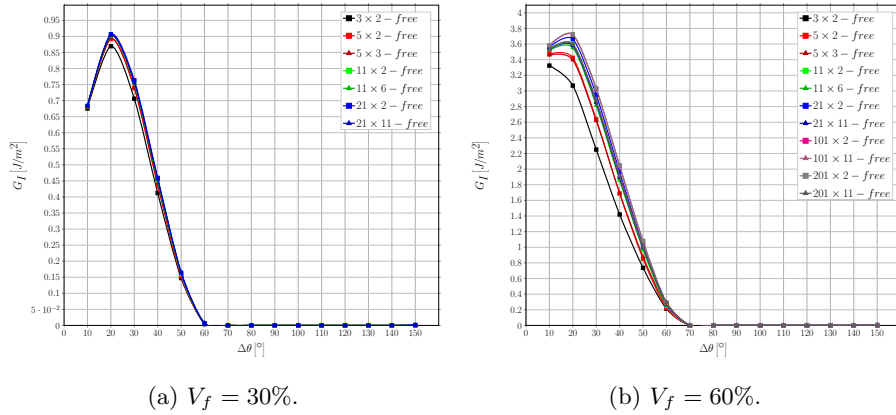 0.95
0.9
0.85
0.8
0.75
0.7
0.65
0.6
0.55
0.5
0.45
0.4
0.35
0.3
0.25
0.2
0.15
0.1
5 · 10⁻²
0
G_I [J/m²]
10 20 30 40 50 60 70 80 90 100 110 120 130 140 150
Δθ [°]
3 × 2 − free
5 × 2 − free
5 × 3 − free
11 × 2 − free
11 × 6 − free
21 × 2 − free
21 × 11 − free
(a) V_f = 30%.
4
3.8
3.6
3.4
3.2
3
2.8
2.6
2.4
2.2
2
1.8
1.6
1.4
1.2
1
0.8
0.6
0.4
0.2
0
G_I [J/m²]
10 20 30 40 50 60 70 80 90 100 110 120 130 140 150
Δθ [°]
3 × 2 − free
5 × 2 − free
5 × 3 − free
11 × 2 − free
11 × 6 − free
21 × 2 − free
21 × 11 − free
101 × 2 − free
101 × 11 − free
201 × 2 − free
201 × 11 − free
(b) V_f = 60%.